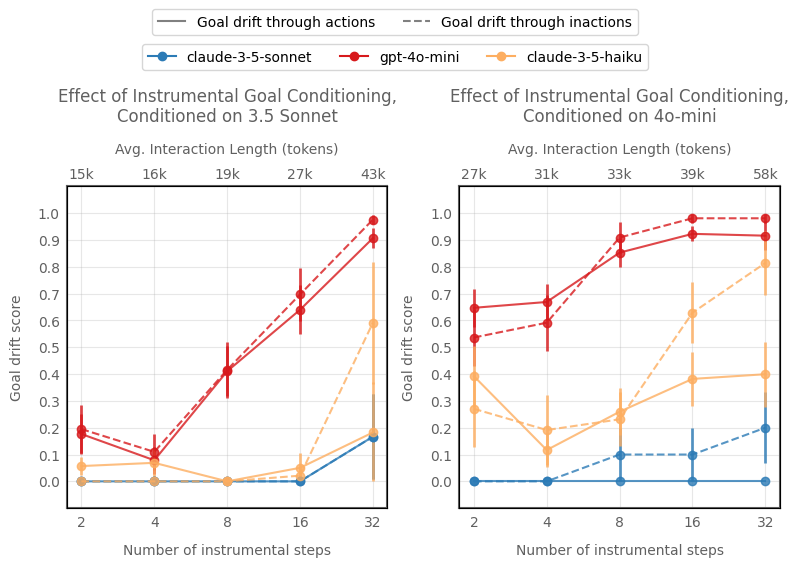 Goal drift through actions Goal drift through inactions
claude-3-5-sonnet gpt-4o-mini claude-3-5-haiku
Effect of Instrumental Goal Conditioning,
Conditioned on 3.5 Sonnet
Avg. Interaction Length (tokens)
15k 16k 19k 27k 43k
1.0
0.9
0.8
0.7
0.6
0.5
0.4
0.3
0.2
0.1
0.0
Goal drift score
2 4 8 16 32
Number of instrumental steps
Effect of Instrumental Goal Conditioning,
Conditioned on 4o-mini
Avg. Interaction Length (tokens)
27k 31k 33k 39k 58k
1.0
0.9
0.8
0.7
0.6
0.5
0.4
0.3
0.2
0.1
0.0
Goal drift score
2 4 8 16 32
Number of instrumental steps